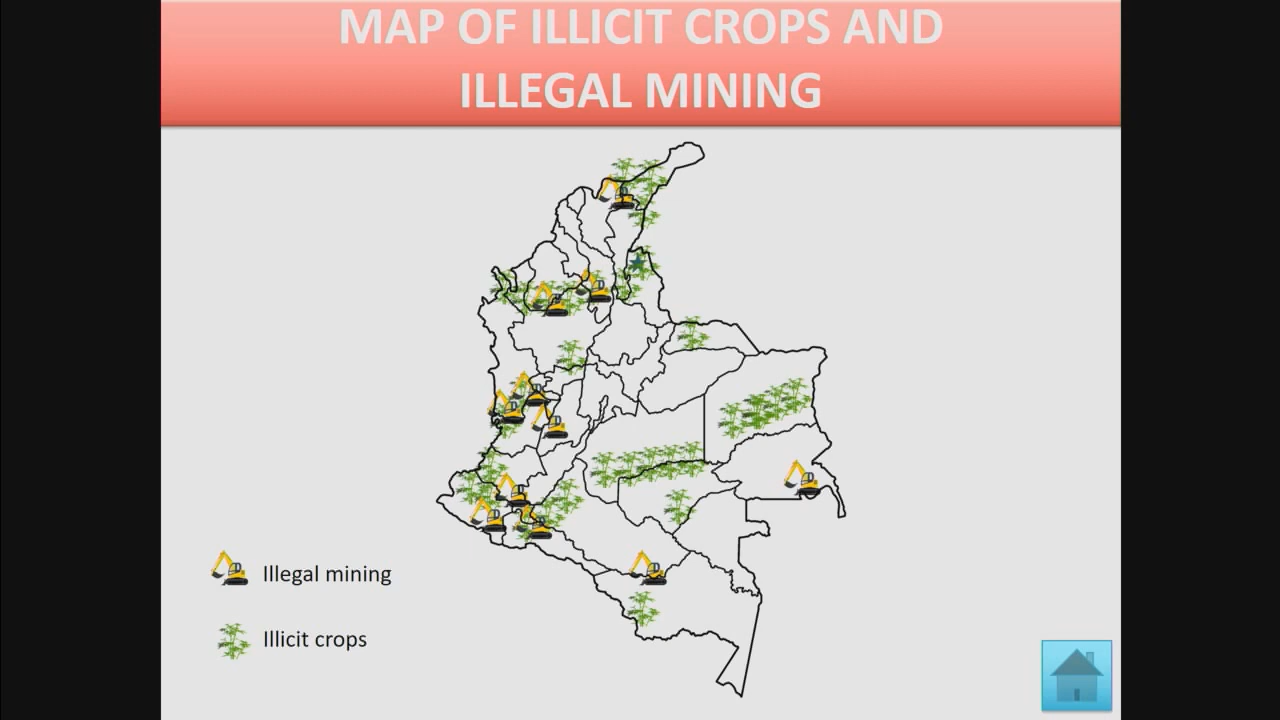 MAP OF ILLICIT CROPS AND
ILLEGAL MINING
Illegal mining
Illicit crops